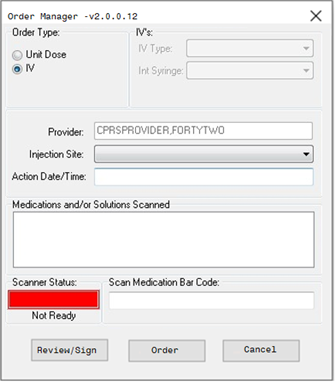 Order Manager -v2.0.0.12
Order Type:
Unit Dose
IV
IV's:
IV Type:
Int Syringe:
Provider: CPRSPROVIDER,FORTYTWO
Injection Site:
Action Date/Time:
Medications and/or Solutions Scanned
Scanner Status:
Not Ready
Scan Medication Bar Code:
Review/Sign
Order
Cancel